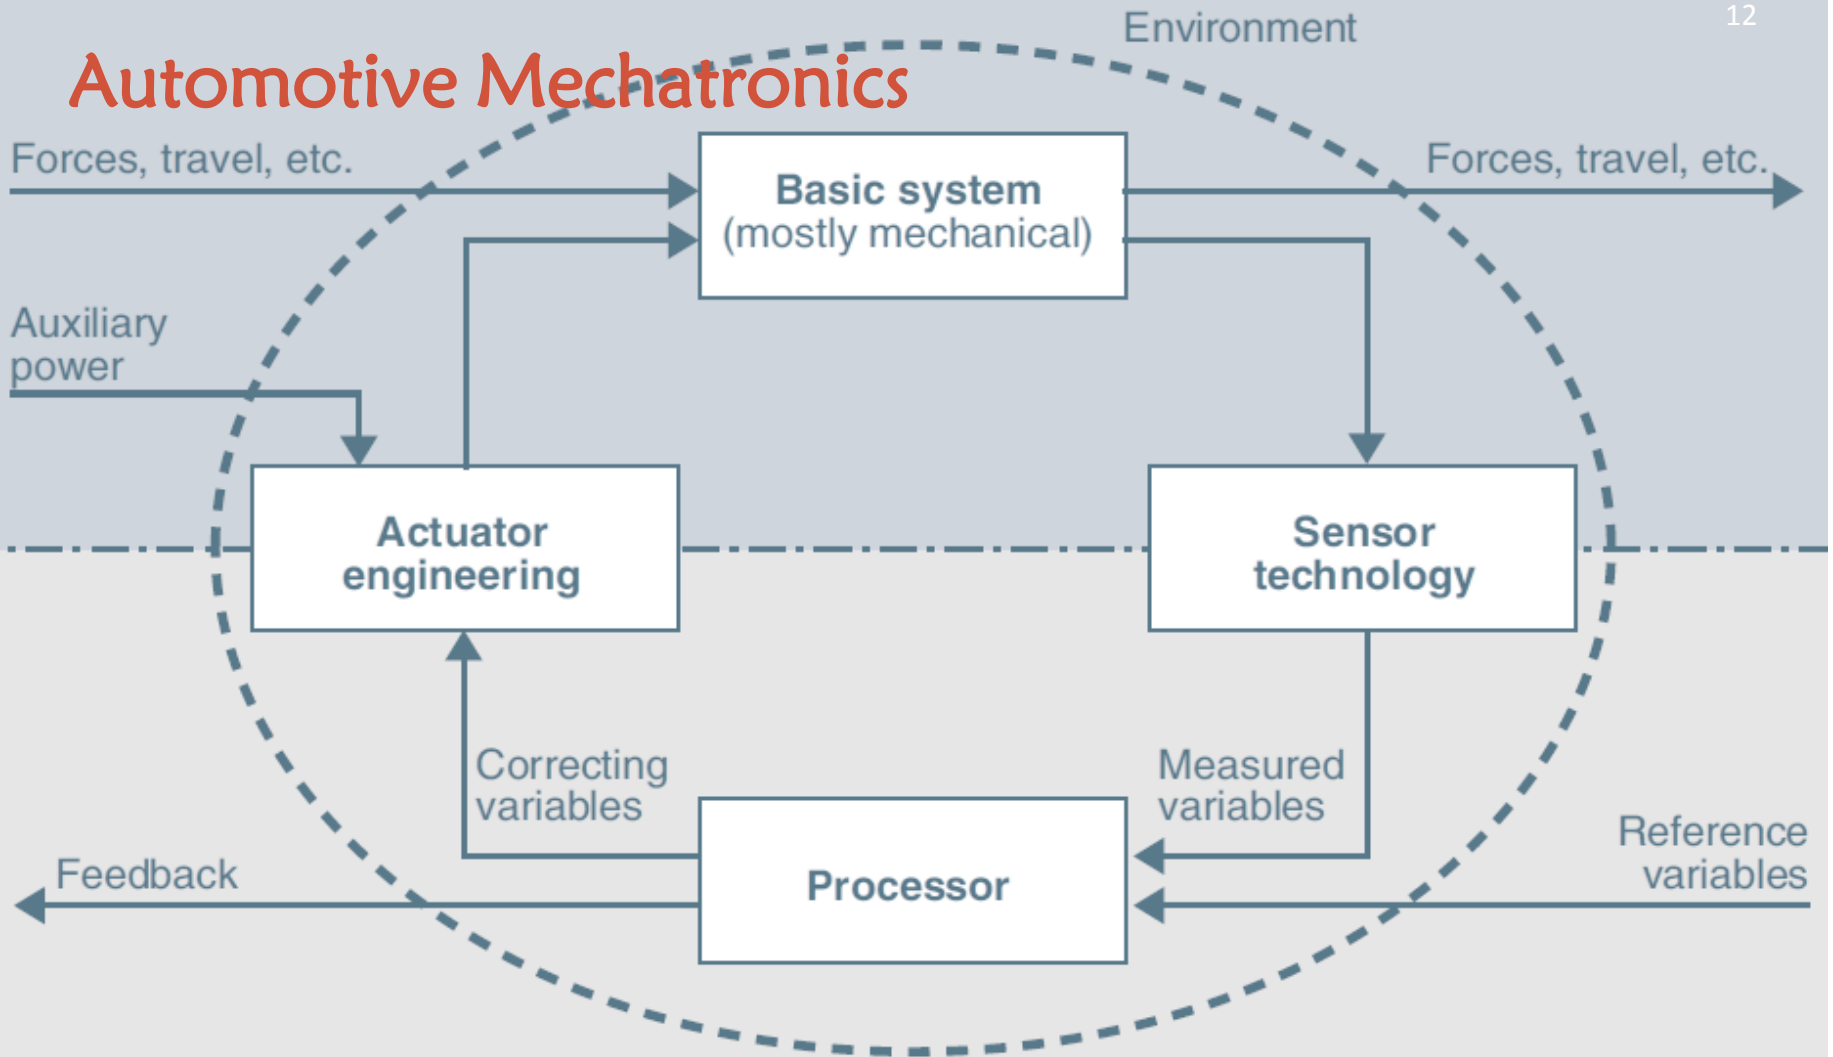 12
Environment
Automotive Mechatronics
Forces, travel, etc.
Basic system
(mostly mechanical)
Forces, travel, etc.
Auxiliary
power
Actuator
engineering
Sensor
technology
Correcting
variables
Measured
variables
Feedback
Processor
Reference
variables